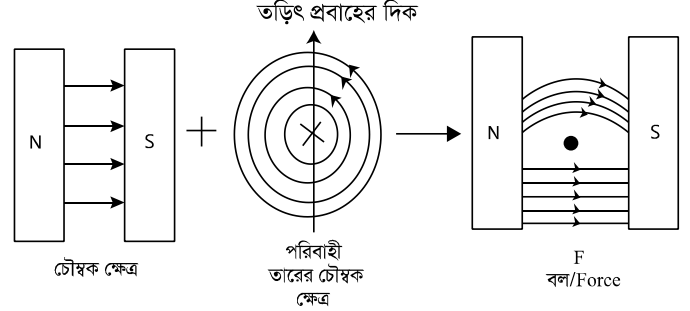 তড়িৎ প্রবাহের দিক
N
S
চৌম্বক ক্ষেত্র
পরিবাহী
তারের চৌম্বক
ক্ষেত্র
N
S
F
বল/Force